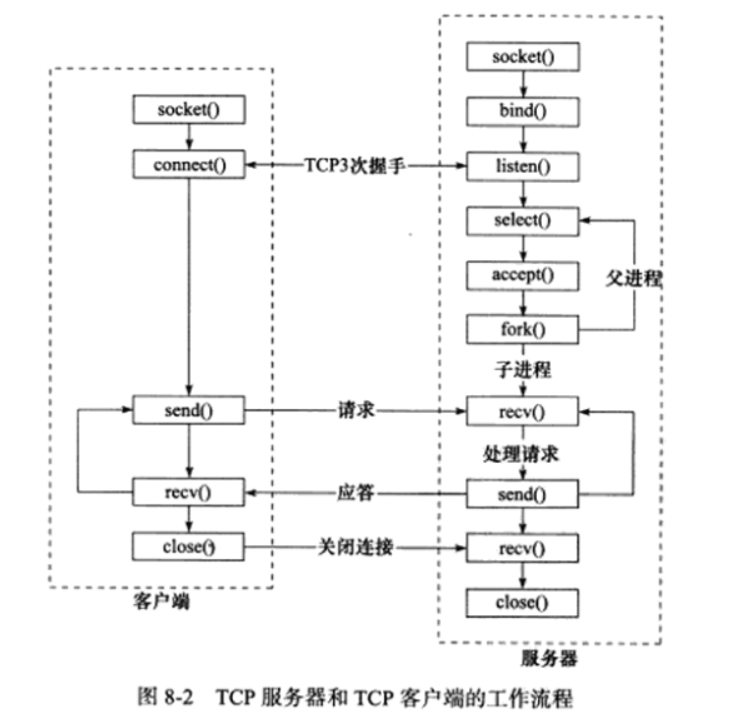 socket()
connect()
send()
recv()
close()
客户端
TCP3次握手
请求
应答
关闭连接
socket()
bind()
listen()
select()
accept()
fork()
父进程
子进程
recv()
处理请求
send()
recv()
close()
服务器
图 8-2 TCP 服务器和 TCP 客户端的工作流程